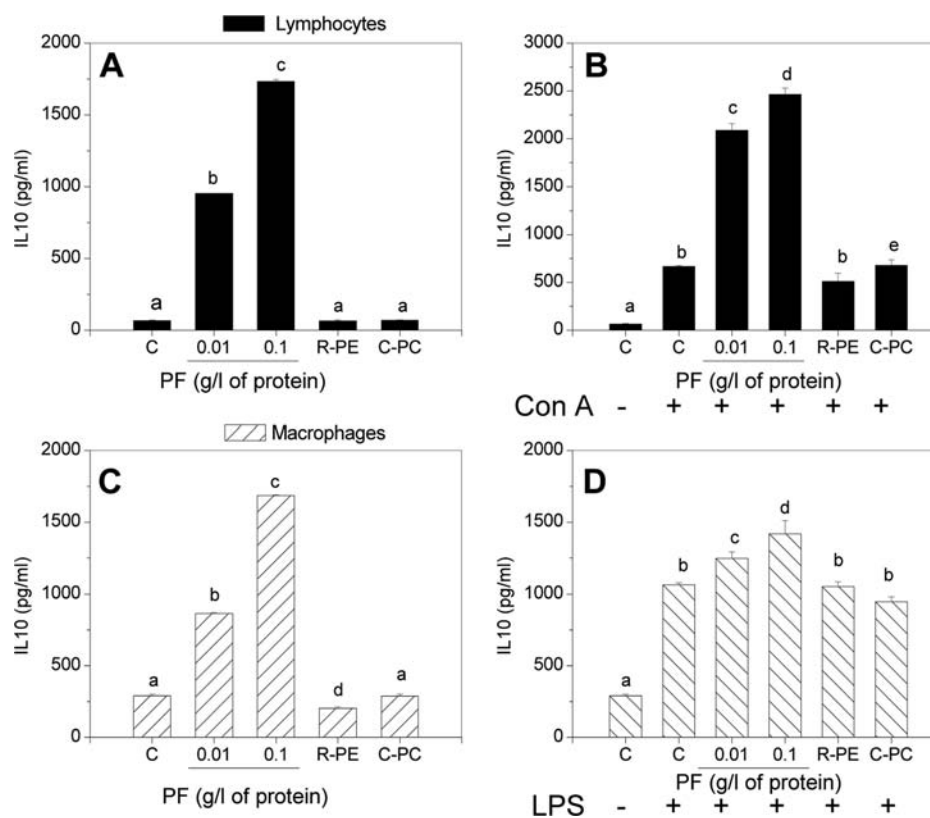 Lymphocytes
A
IL10 (pg/ml)
2000
1500
1000
500
0
a
b
c
a
a
C 0.01 0.1 R-PE C-PC
PF (g/l of protein)
B
IL10 (pg/ml)
3000
2500
2000
1500
1000
500
0
a
b
c
d
b
e
C C 0.01 0.1 R-PE C-PC
PF (g/l of protein)
Con A - + + + + +
Macrophages
C
IL10 (pg/ml)
2000
1500
1000
500
0
a
b
c
d
a
C 0.01 0.1 R-PE C-PC
PF (g/l of protein)
D
IL10 (pg/ml)
2000
1500
1000
500
0
a
b
c
d
b
b
C C 0.01 0.1 R-PE C-PC
PF (g/l of protein)
LPS - + + + + +